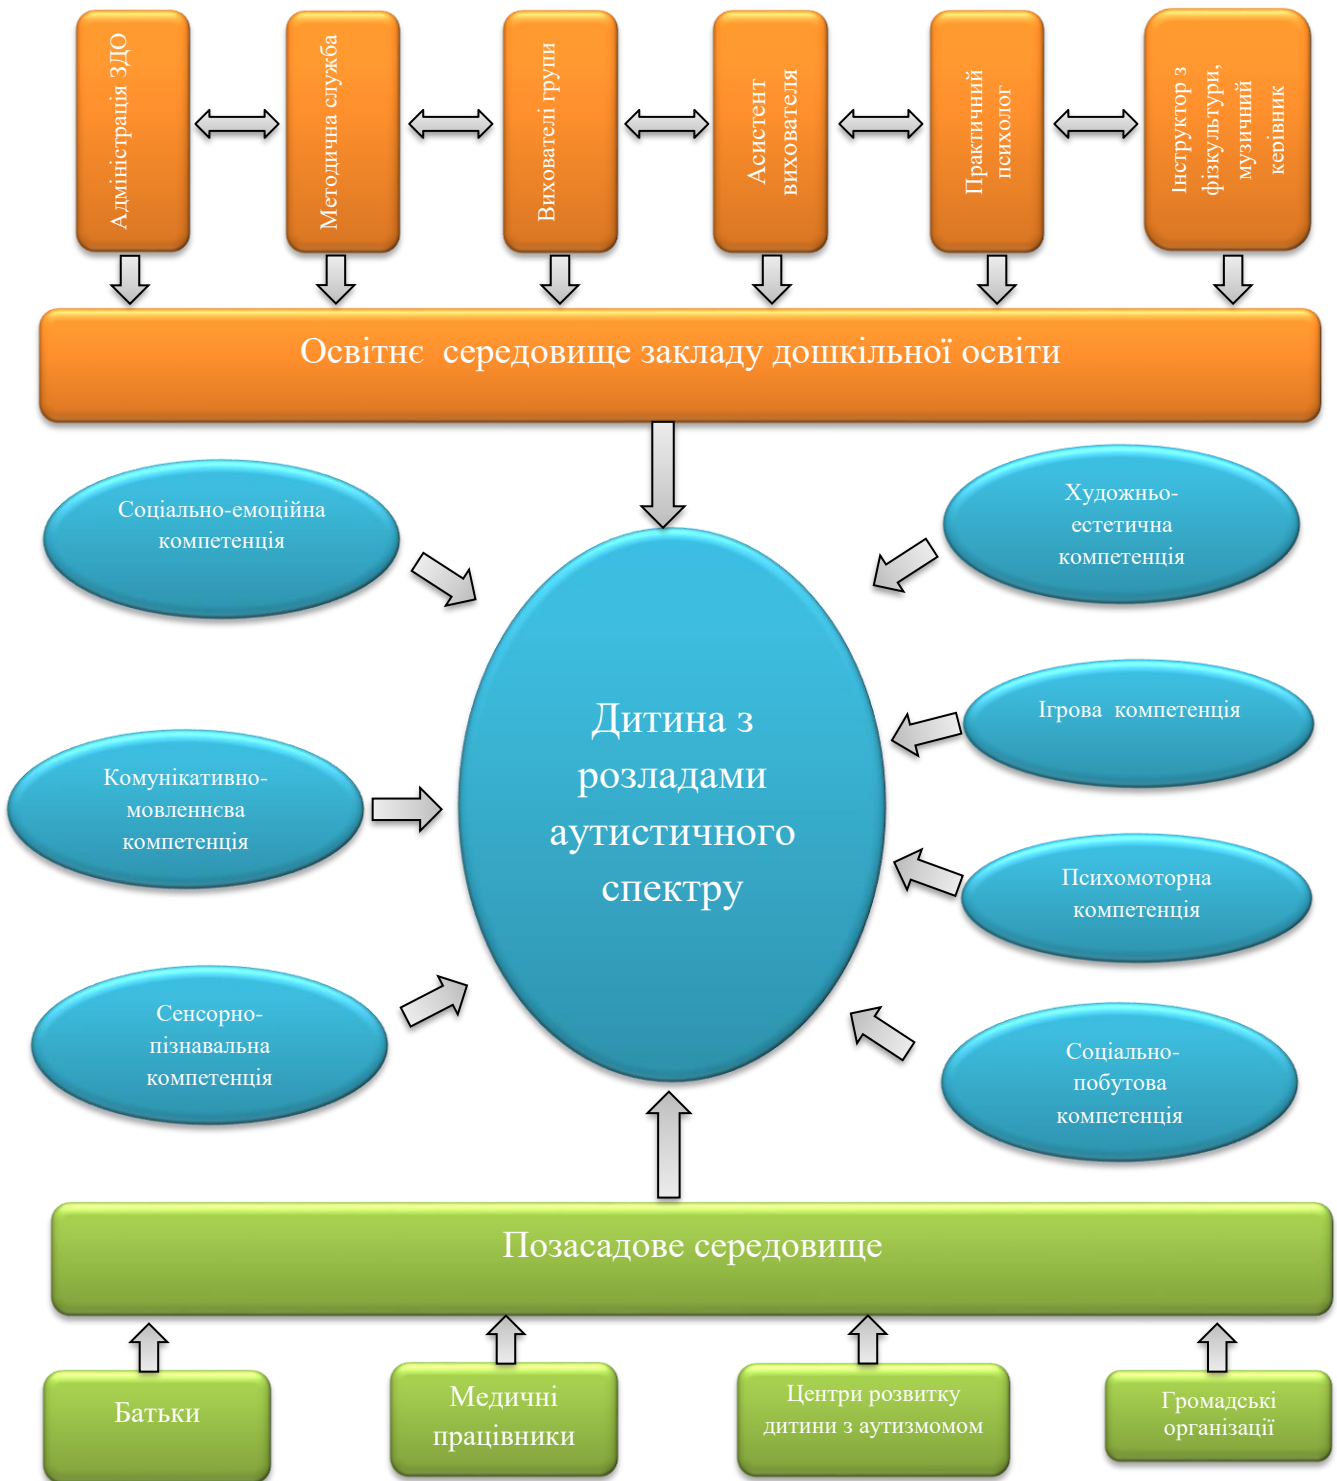 Адміністрація ЗДО
Методична служба
Вихователі групи
Асистент
вихователя
Практичний
психолог
Інструктор з
фізкультури,
музичний
керівник
Освітнє середовище закладу дошкільної освіти
Соціально-емоційна
компетенція
Художньо-
естетична
компетенція
Дитина з
розладами
аутистичного
спектру
Ігрова компетенція
Комунікативно-
мовленнєва
компетенція
Психомоторна
компетенція
Сенсорно-
пізнавальна
компетенція
Соціально-
побутова
компетенція
Позасадове середовище
Батьки
Медичні
працівники
Центри розвитку
дитини з аутизмомом
Громадські
організації